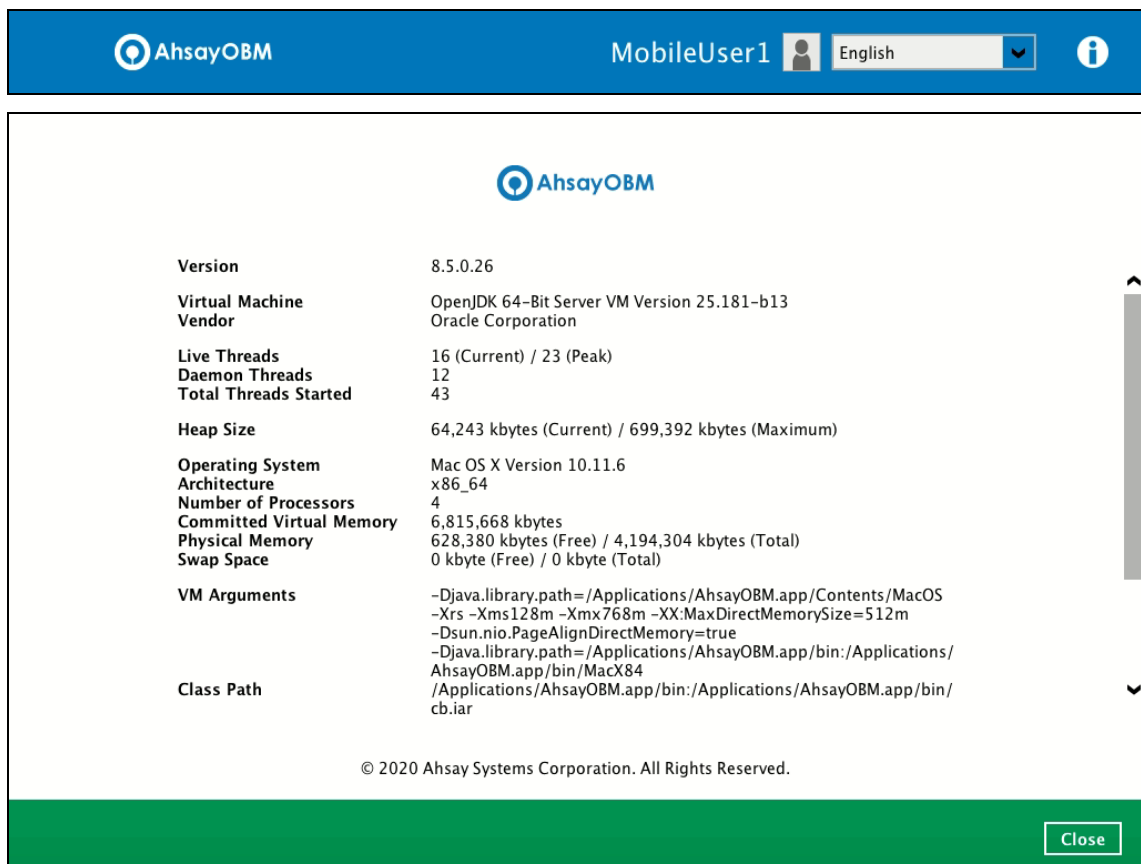 AhsayOBM MobileUser1 English
AhsayOBM
Version 8.5.0.26
Virtual Machine OpenJDK 64-Bit Server VM Version 25.181-b13
Vendor Oracle Corporation
Live Threads 16 (Current) / 23 (Peak)
Daemon Threads 12
Total Threads Started 43
Heap Size 64,243 kbytes (Current) / 699,392 kbytes (Maximum)
Operating System Mac OS X Version 10.11.6
Architecture x86_64
Number of Processors 4
Committed Virtual Memory 6,815,668 kbytes
Physical Memory 628,380 kbytes (Free) / 4,194,304 kbytes (Total)
Swap Space 0 kbyte (Free) / 0 kbyte (Total)
VM Arguments -Djava.library.path=/Applications/AhsayOBM.app/Contents/MacOS
-Xrs -Xms128m -Xmx768m -XX:MaxDirectMemorySize=512m
-Dsun.nio.PageAlignDirectMemory=true
-Djava.library.path=/Applications/AhsayOBM.app/bin:/Applications/
AhsayOBM.app/bin/MacX84
Class Path /Applications/AhsayOBM.app/bin:/Applications/AhsayOBM.app/bin/
cb.jar
© 2020 Ahsay Systems Corporation. All Rights Reserved.
Close